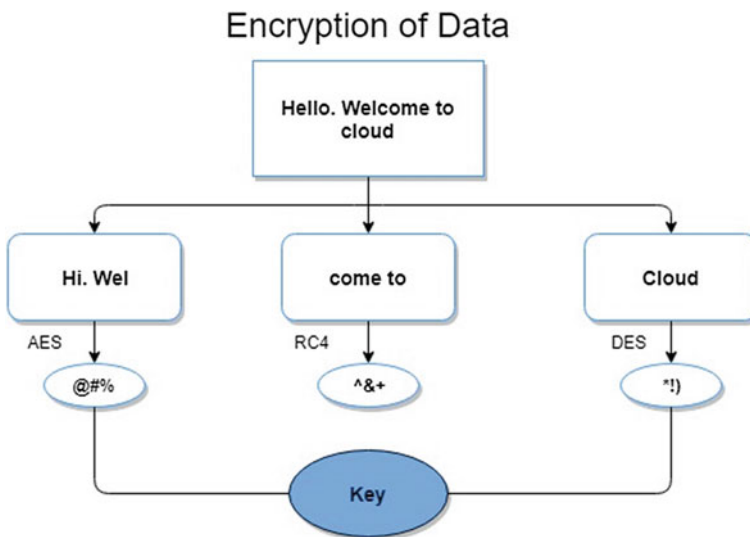 Encryption of Data
Hello. Welcome to
cloud
Hi. Wel
come to
Cloud
AES
RC4
DES
@#%
^&+
*!)
Key